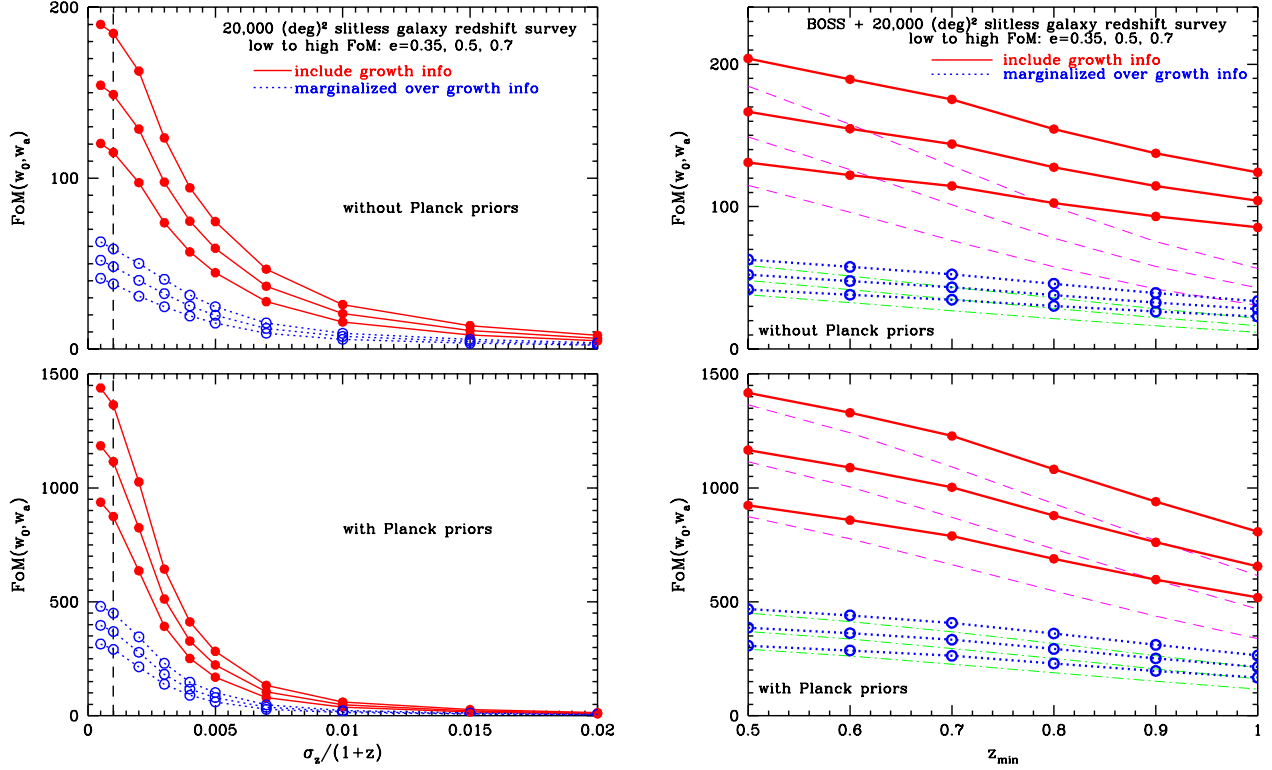 20,000 (deg)² slitless galaxy redshift survey
low to high FoM: e=0.35, 0.5, 0.7
include growth info
marginalized over growth info
without Planck priors
FoM(w₀,wₐ)
0
100
200
with Planck priors
FoM(w₀,wₐ)
0
500
1000
1500
0
0.005
0.01
0.015
0.02
σ_z/(1+z)
BOSS + 20,000 (deg)² slitless galaxy redshift survey
low to high FoM: e=0.35, 0.5, 0.7
include growth info
marginalized over growth info
without Planck priors
FoM(w₀,wₐ)
0
50
100
150
200
with Planck priors
FoM(w₀,wₐ)
0
500
1000
1500
0.5
0.6
0.7
0.8
0.9
1
z_min